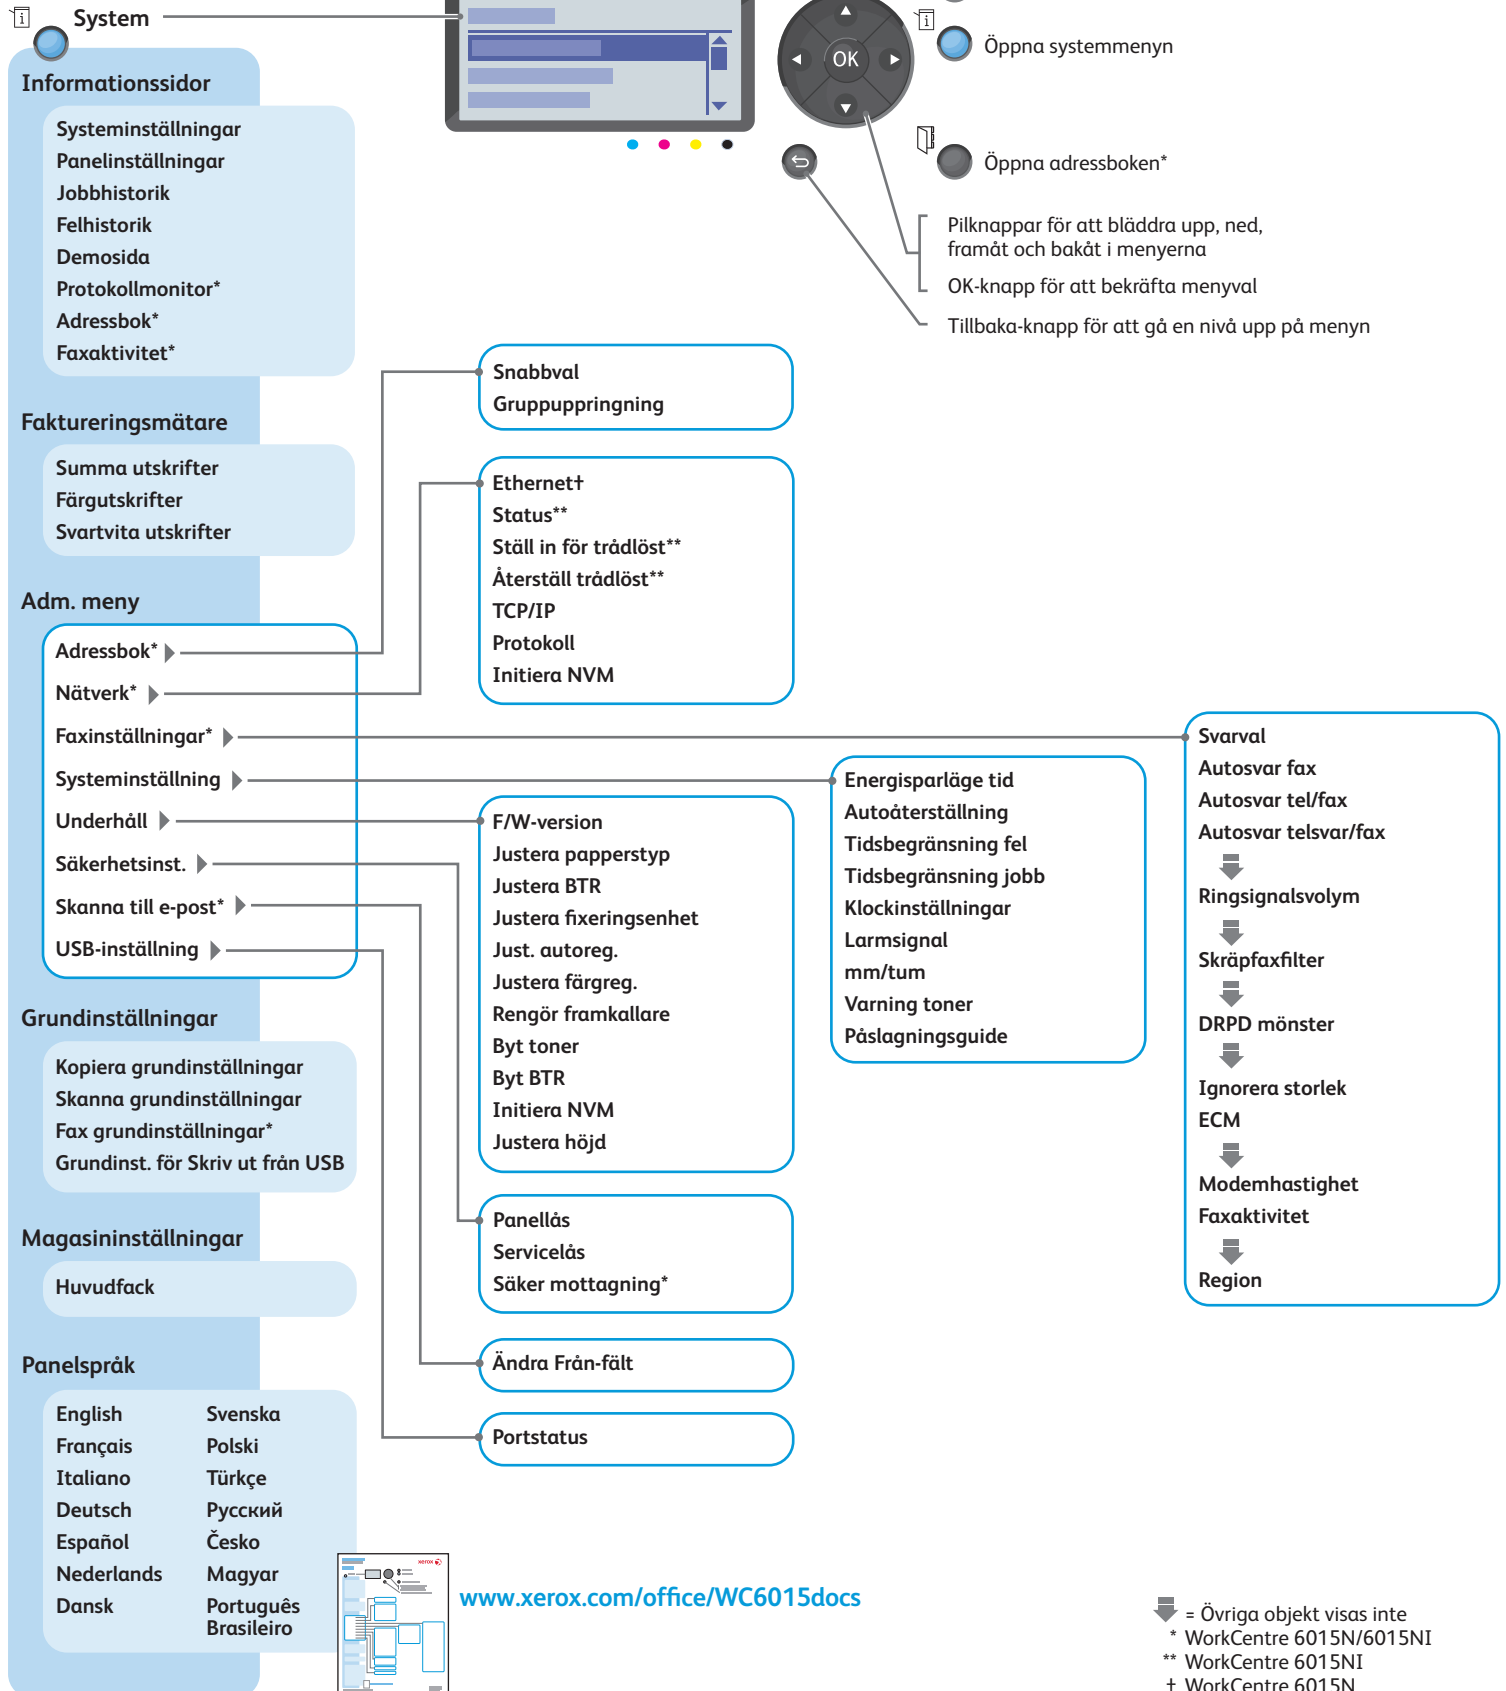 System
OK
Öppna systemmenyn
Öppna adressboken*
Pilknappar för att bläddra upp, ned,
framåt och bakåt i menyerna
OK-knapp för att bekräfta menyval
Tillbaka-knapp för att gå en nivå upp på menyn
Informationssidor
Systeminställningar
Panelinställningar
Jobbhistorik
Felhistorik
Demosida
Protokollmonitor*
Adressbok*
Faxaktivitet*
Faktureringsmätare
Summa utskrifter
Färgutskrifter
Svartvita utskrifter
Adm. meny
Adressbok*
Nätverk*
Faxinställningar*
Systeminställning
Underhåll
Säkerhetsinst.
Skanna till e-post*
USB-inställning
Grundinställningar
Kopiera grundinställningar
Skanna grundinställningar
Fax grundinställningar*
Grundinst. för Skriv ut från USB
Magasininställningar
Huvudfack
Panelspråk
English
Français
Italiano
Deutsch
Español
Nederlands
Dansk
Svenska
Polski
Türkçe
Русский
Česko
Magyar
Português
Brasileiro
Snabbval
Gruppuppringning
Ethernet†
Status**
Ställ in för trådlöst**
Återställ trådlöst**
TCP/IP
Protokoll
Initiera NVM
F/W-version
Justera papperstyp
Justera BTR
Justera fixeringsenhet
Just. autoreg.
Justera färgreg.
Rengör framkallare
Byt toner
Byt BTR
Initiera NVM
Justera höjd
Panellås
Servicelås
Säker mottagning*
Ändra Från-fält
Portstatus
Energisparläge tid
Autoåterställning
Tidsbegränsning fel
Tidsbegränsning jobb
Klockinställningar
Larmsignal
mm/tum
Varning toner
Påslagningsguide
Svarval
Autosvar fax
Autosvar tel/fax
Autosvar telsvar/fax
Ringsignalsvolym
Skräpfaxfilter
DRPD mönster
Ignorera storlek
ECM
Modemhastighet
Faxaktivitet
Region
xerox
www.xerox.com/office/WC6015docs
= Övriga objekt visas inte
* WorkCentre 6015N/6015NI
** WorkCentre 6015NI
† WorkCentre 6015N